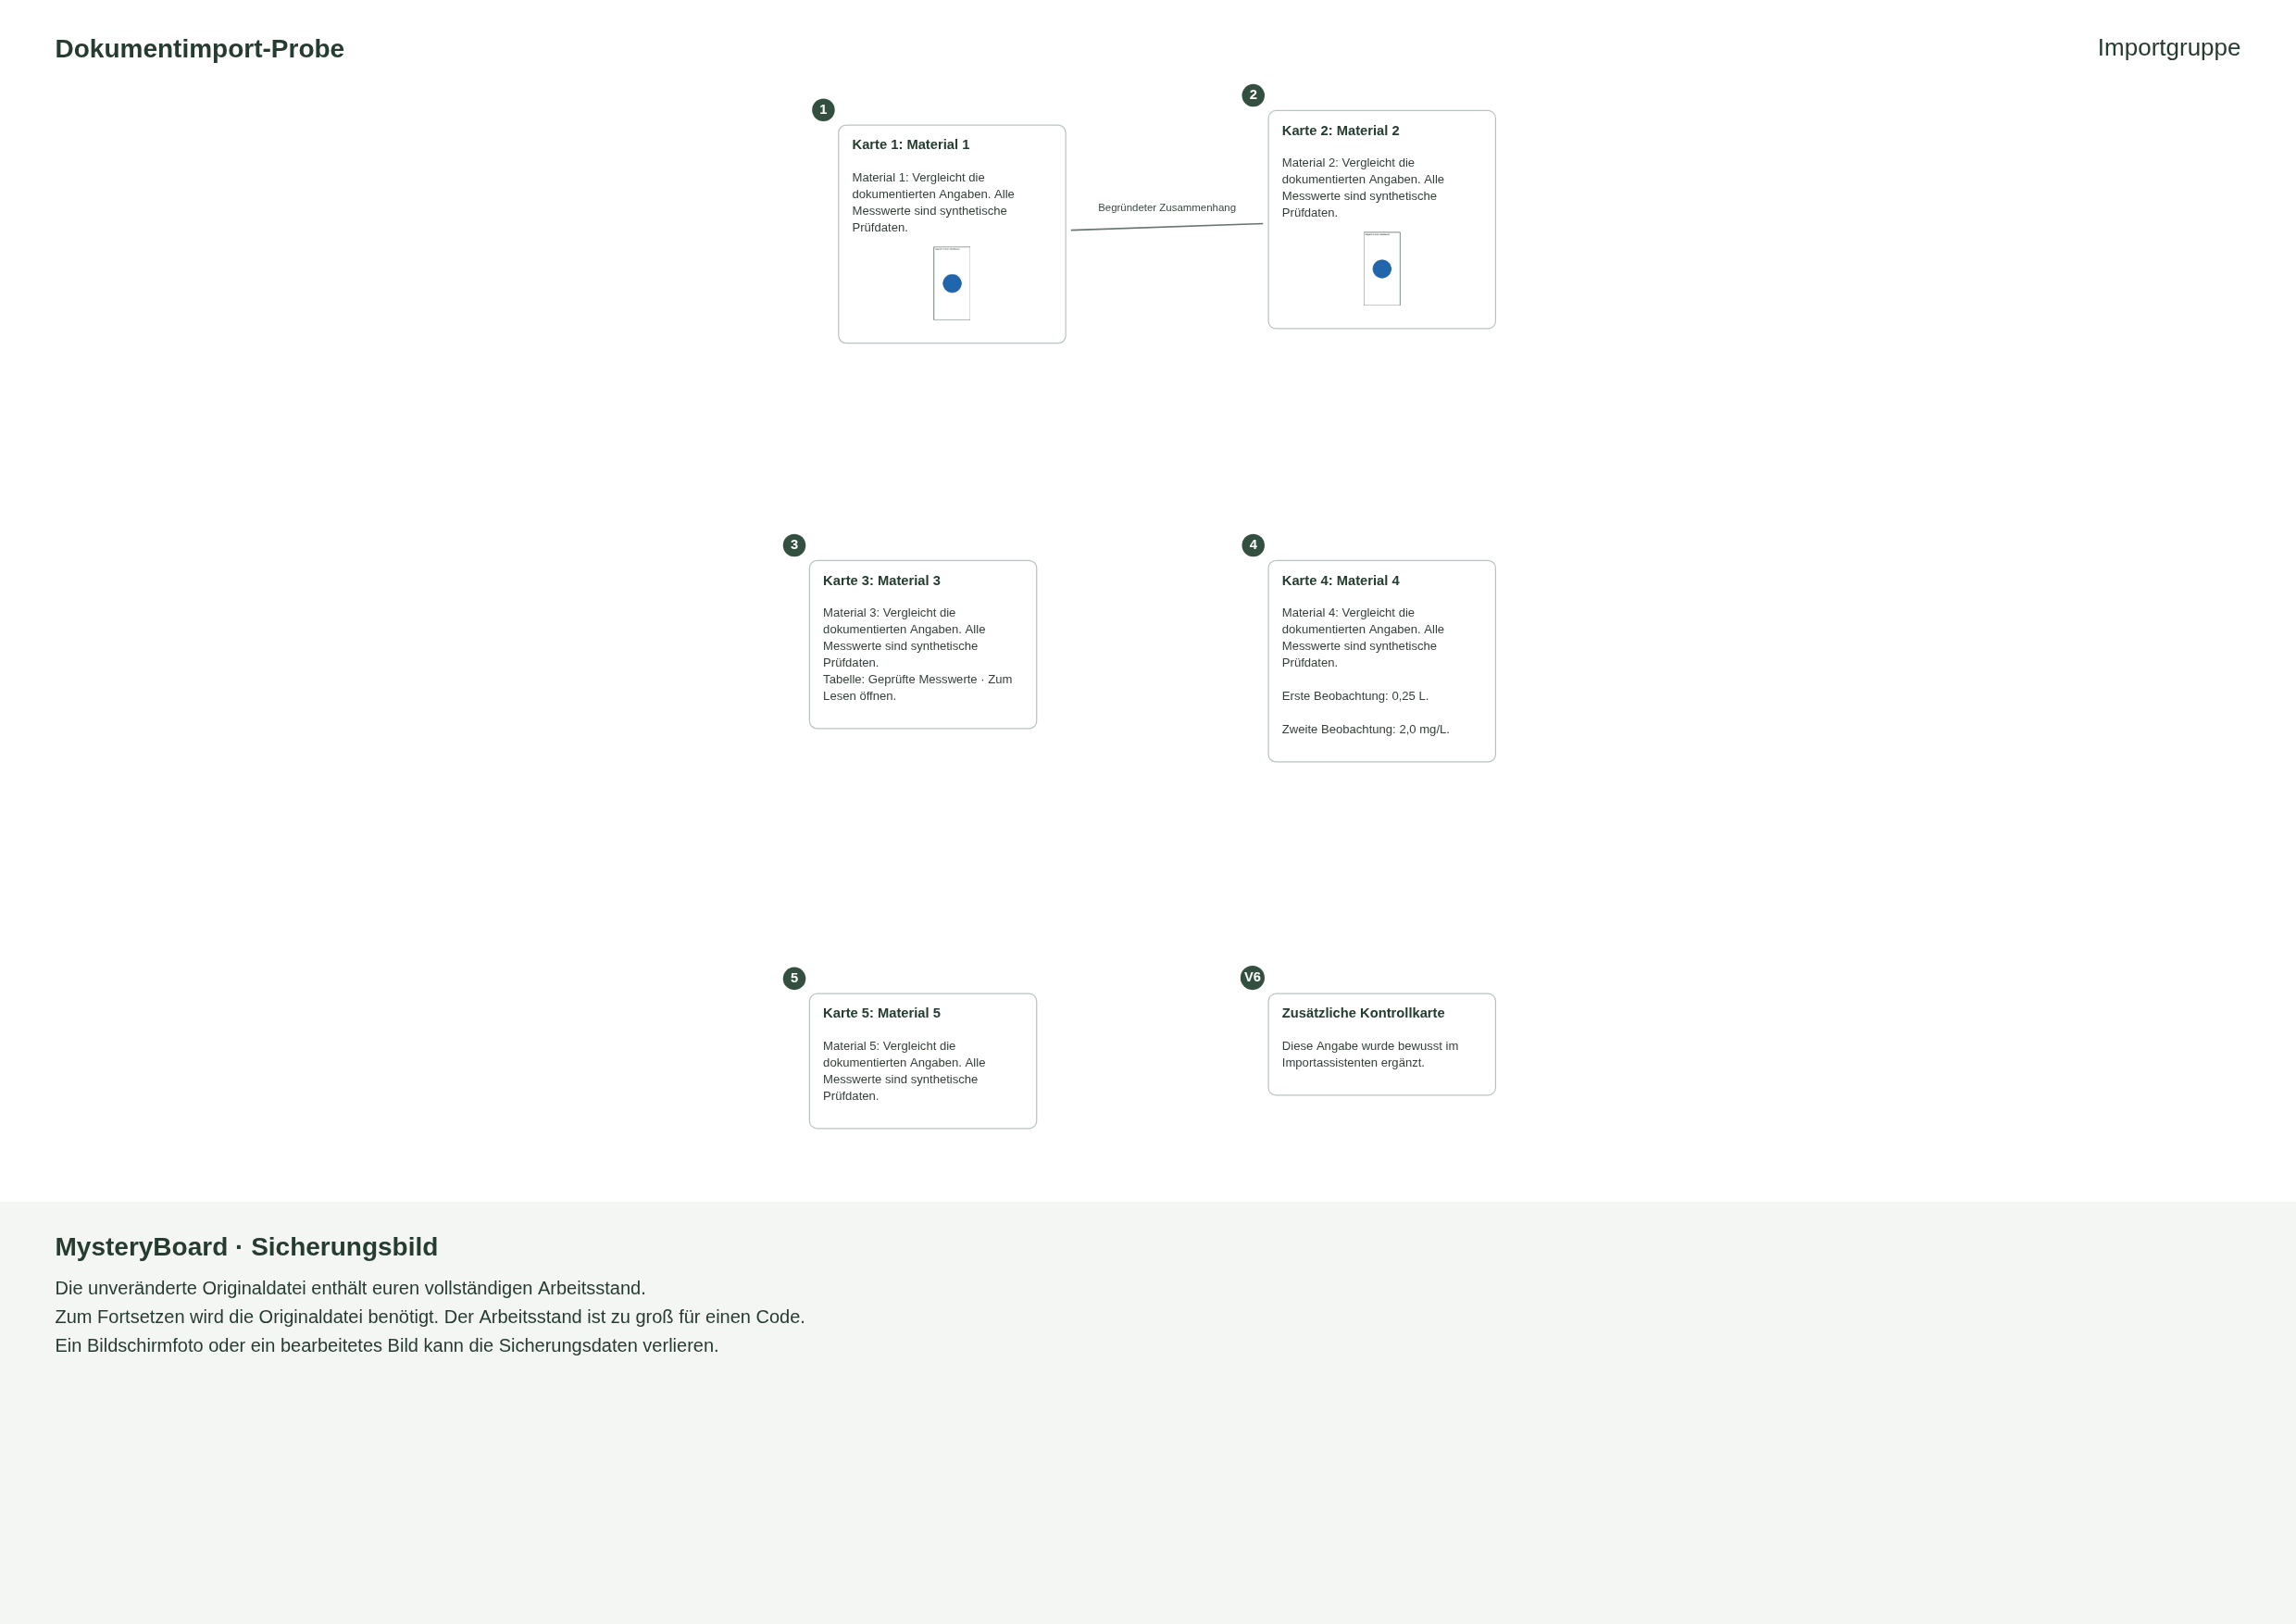 Dokumentimport-Probe
Importgruppe
1
Karte 1: Material 1
Material 1: Vergleicht die
dokumentierten Angaben. Alle
Messwerte sind synthetische
Prüfdaten.
Begründeter Zusammenhang
2
Karte 2: Material 2
Material 2: Vergleicht die
dokumentierten Angaben. Alle
Messwerte sind synthetische
Prüfdaten.
3
Karte 3: Material 3
Material 3: Vergleicht die
dokumentierten Angaben. Alle
Messwerte sind synthetische
Prüfdaten.
Tabelle: Geprüfte Messwerte · Zum
Lesen öffnen.
4
Karte 4: Material 4
Material 4: Vergleicht die
dokumentierten Angaben. Alle
Messwerte sind synthetische
Prüfdaten.
Erste Beobachtung: 0,25 L.
Zweite Beobachtung: 2,0 mg/L.
5
Karte 5: Material 5
Material 5: Vergleicht die
dokumentierten Angaben. Alle
Messwerte sind synthetische
Prüfdaten.
V6
Zusätzliche Kontrollkarte
Diese Angabe wurde bewusst im
Importassistenten ergänzt.
MysteryBoard · Sicherungsbild
Die unveränderte Originaldatei enthält euren vollständigen Arbeitsstand.
Zum Fortsetzen wird die Originaldatei benötigt. Der Arbeitsstand ist zu groß für einen Code.
Ein Bildschirmfoto oder ein bearbeitetes Bild kann die Sicherungsdaten verlieren.